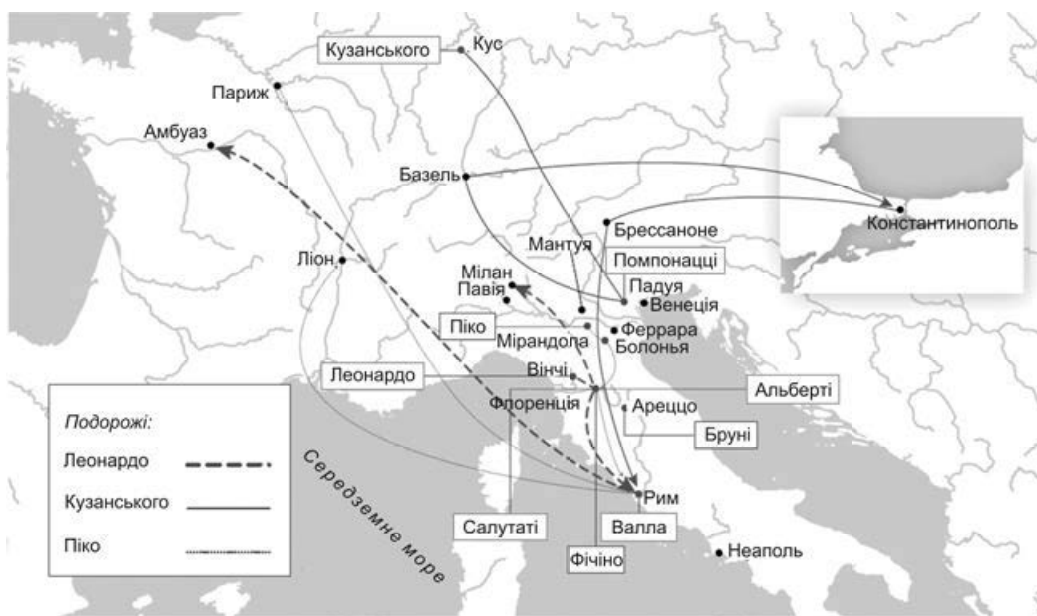 Кузанського
Кус
Париж
Амбуаз
Базель
Константинополь
Брессаноне
Мантуя
Помпонацці
Ліон
Мілан
Падуя
Павія
Венеція
Піко
Феррара
Мірандола
Болонья
Леонардо
Вінчі
Альберті
Флоренція
Ареццо
Бруні
Подорожі:
Леонардо
Кузанського
Піко
Середземне море
Рим
Салутаті
Валла
Фічіно
Неаполь